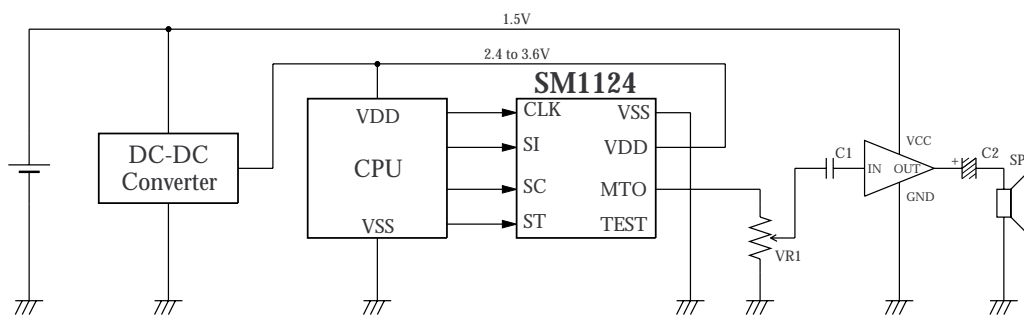 1.5V
2.4 to 3.6V
SM1124
DC-DC
Converter
VDD
CPU
VSS
CLK
SI
SC
ST
VSS
VDD
MTO
TEST
VR1
C1
IN
OUT
VCC
GND
+
C2
SP